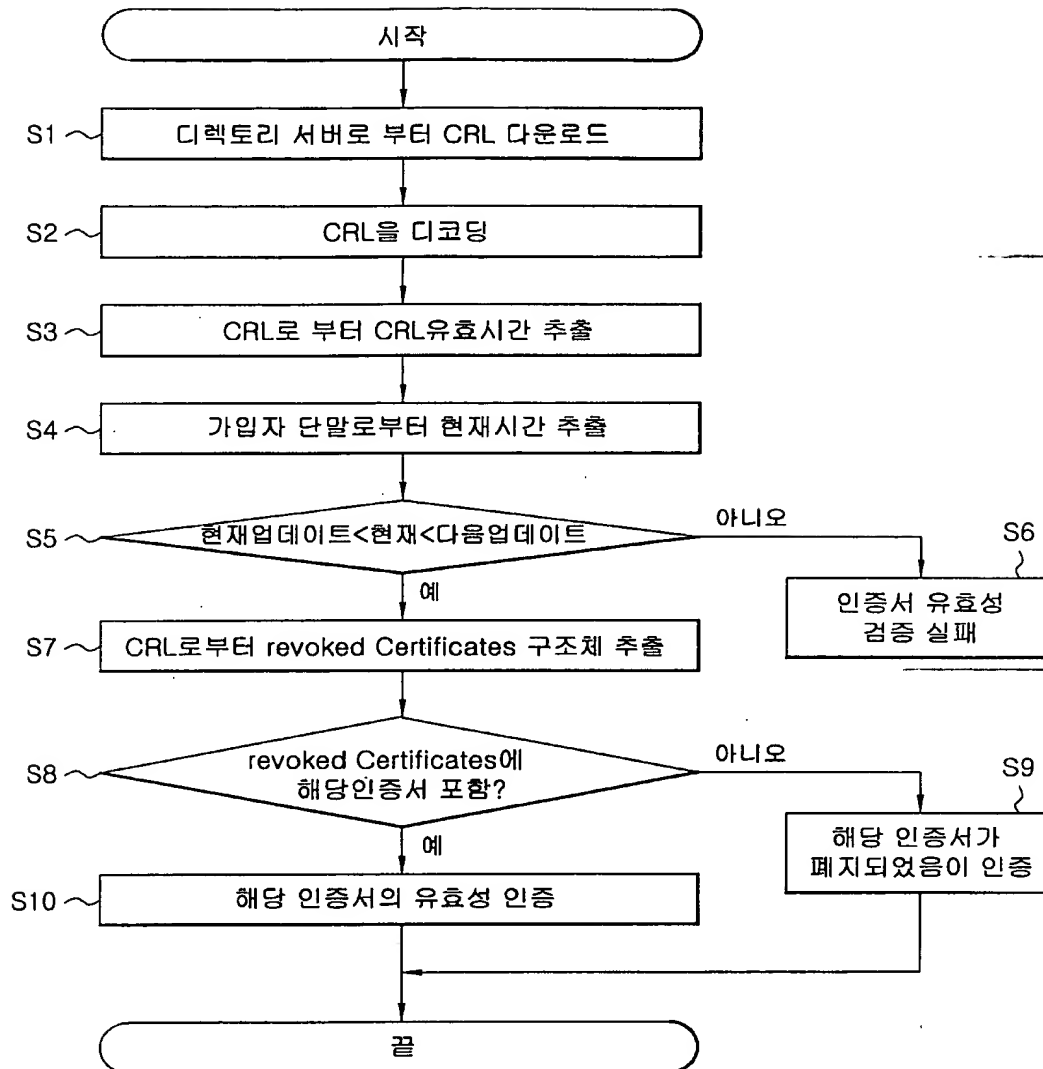 시작
S1
디렉토리 서버로 부터 CRL 다운로드
S2
CRL을 디코딩
S3
CRL로 부터 CRL유효시간 추출
S4
가입자 단말로부터 현재시간 추출
S5
현재업데이트<현재<다음업데이트
아니오
S6
인증서 유효성
검증 실패
예
S7
CRL로부터 revoked Certificates 구조체 추출
S8
revoked Certificates에
해당인증서 포함?
아니오
S9
해당 인증서가
폐지되었음이 인증
예
S10
해당 인증서의 유효성 인증
끝